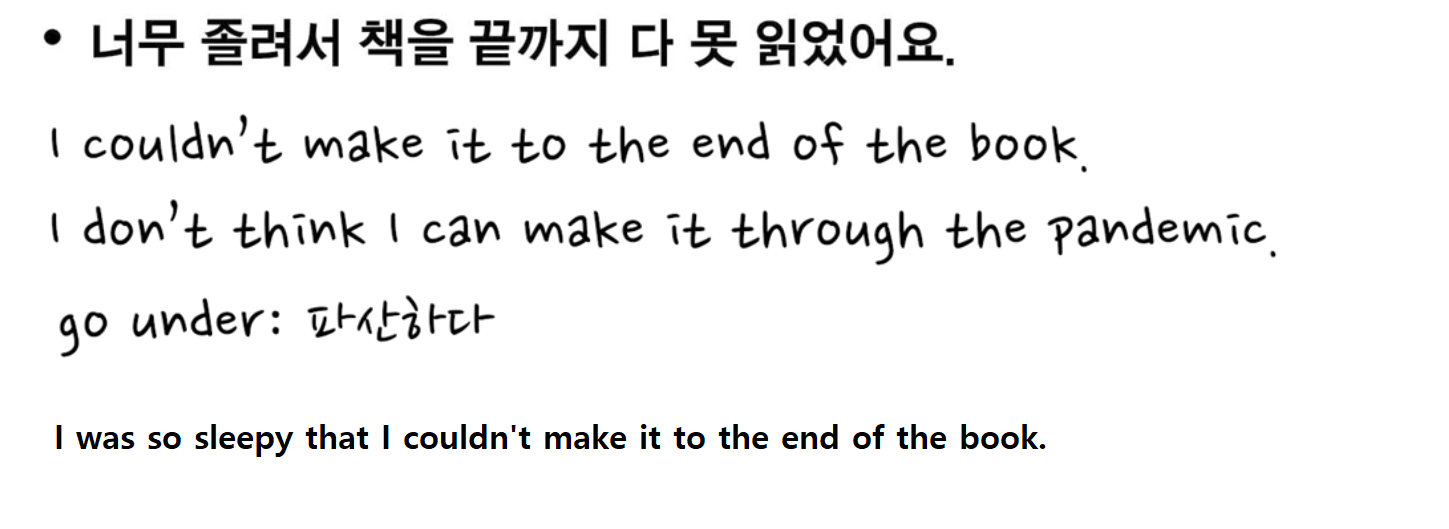 • 너무 졸려서 책을 끝까지 다 못 읽었어요.
I couldn't make it to the end of the book.
I don't think I can make it through the pandemic.
go under: 파산하다
I was so sleepy that I couldn't make it to the end of the book.